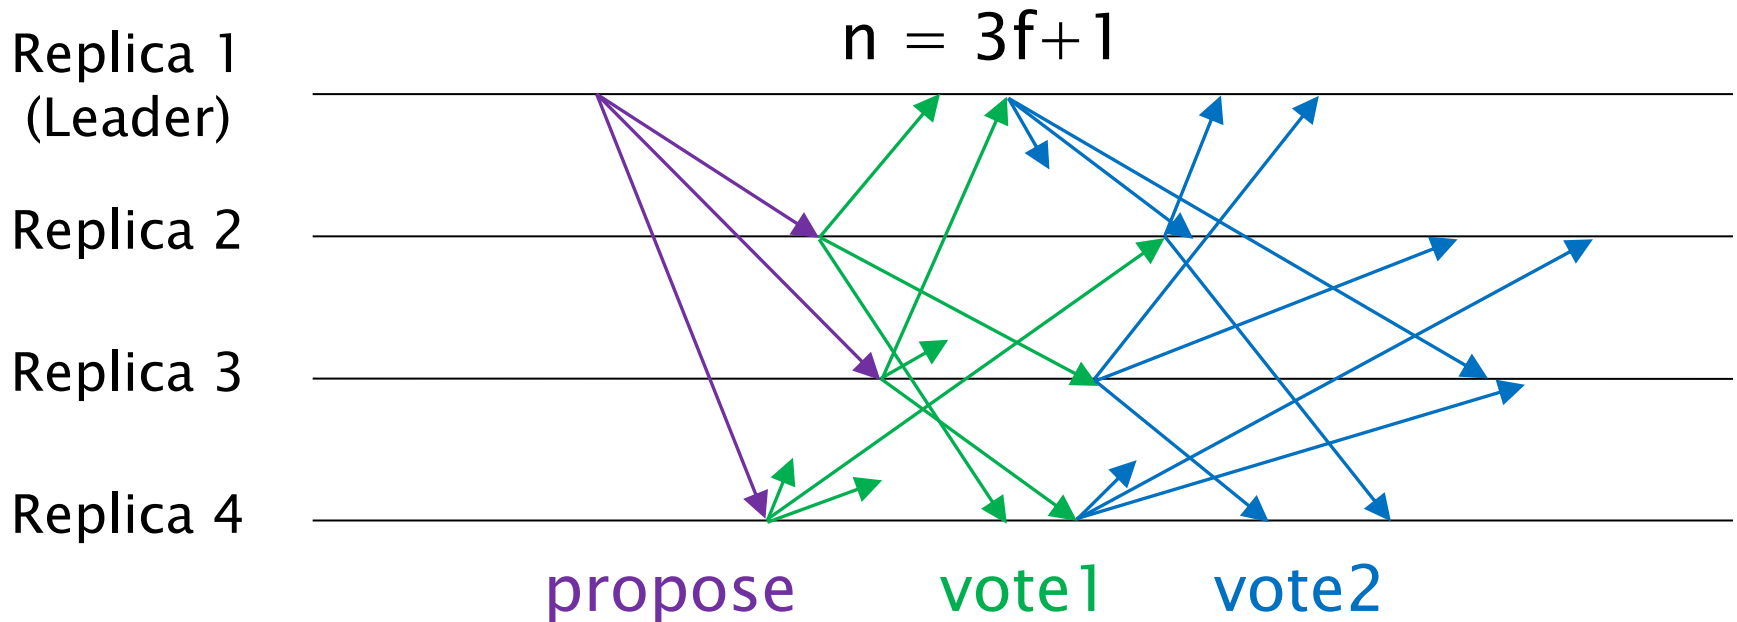 n = 3f+1
Replica 1
(Leader)
Replica 2
Replica 3
Replica 4
propose
vote1
vote2